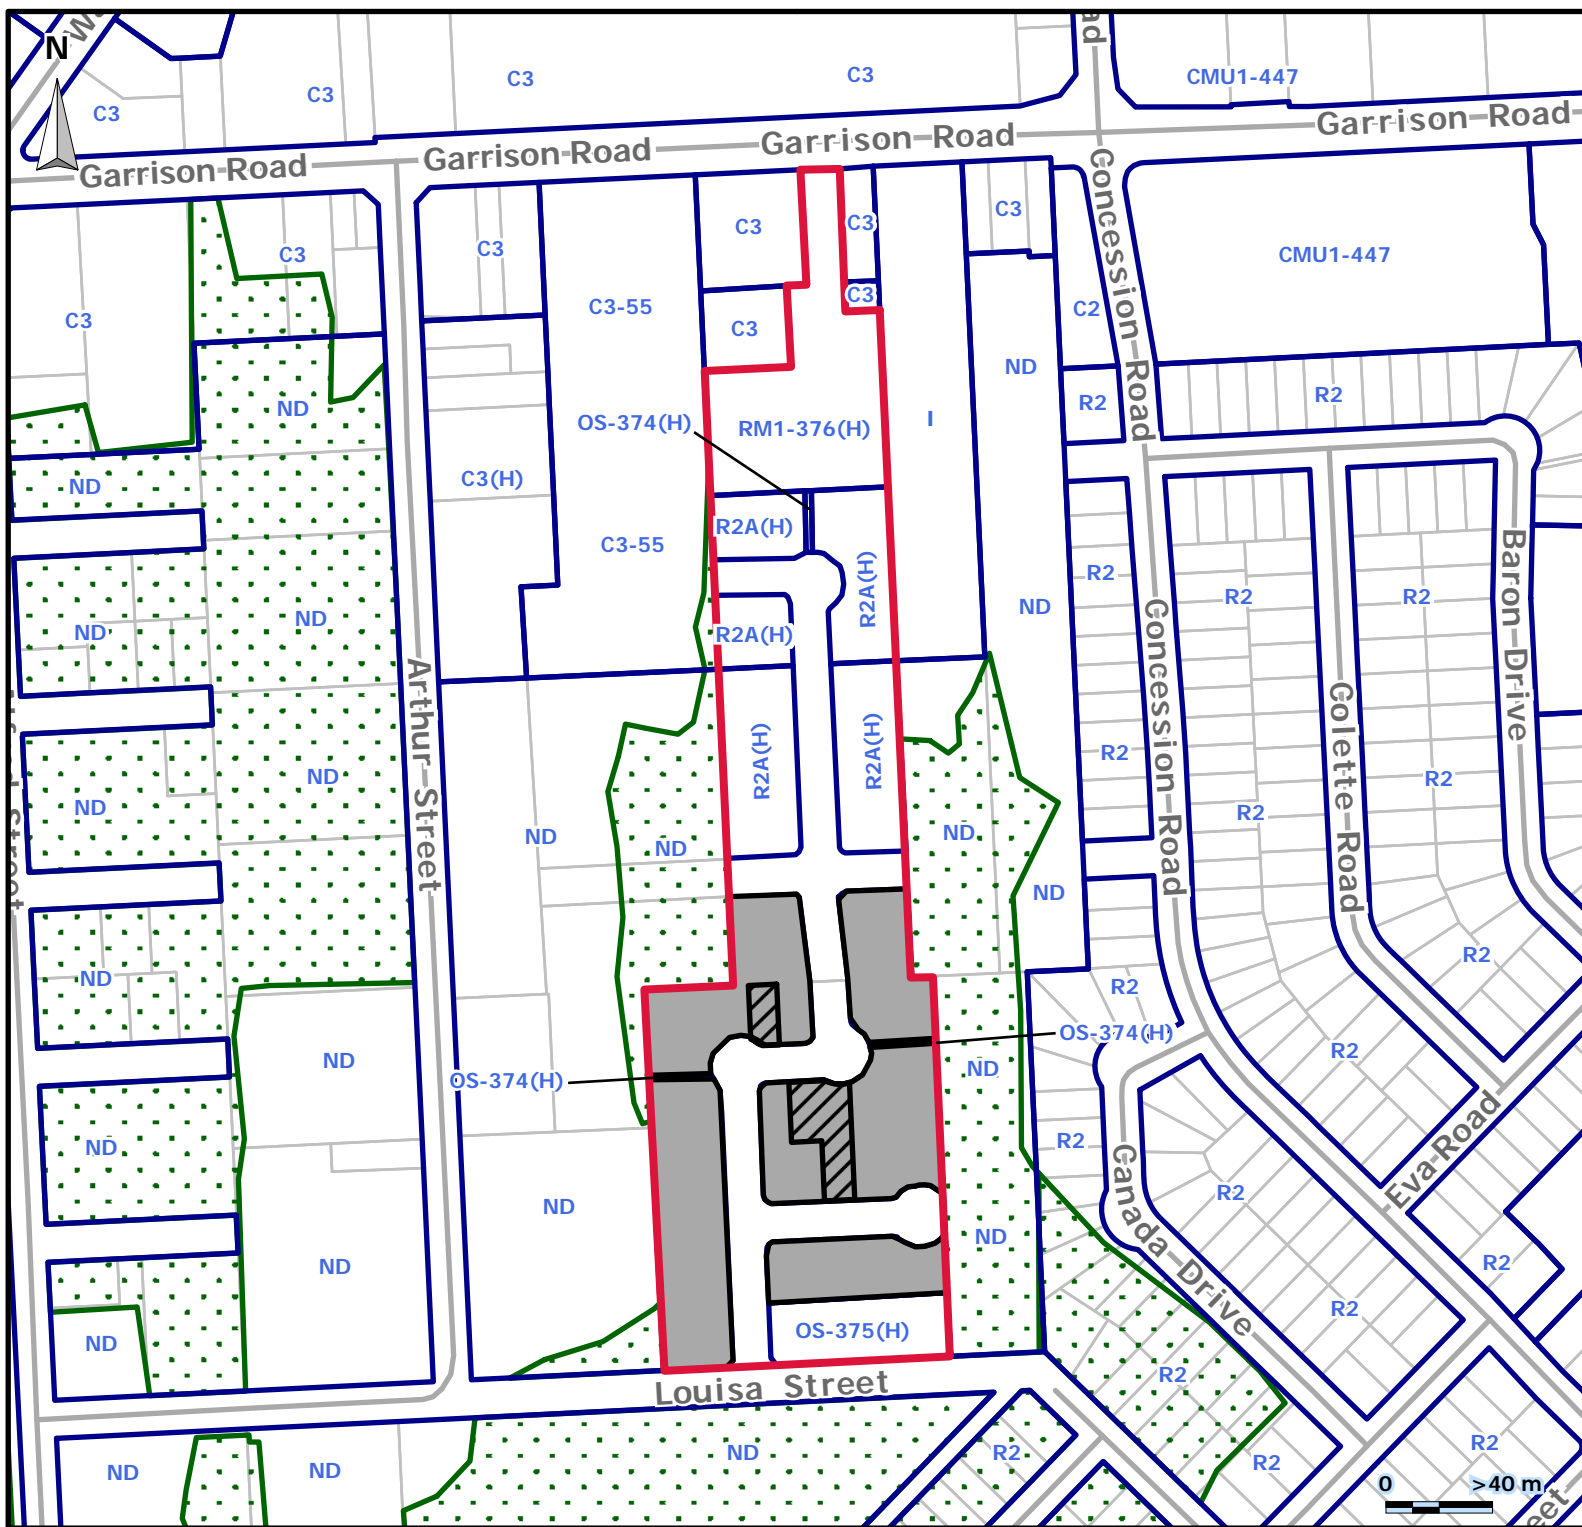 N
C3
C3
C3
C3
CMU1-447
Garrison Road
Garrison Road
Garrison Road
Garrison Road
C3
C3
C3
C3
C3
C3
CMU1-447
C3
C3-55
C3
C3
C2
ND
R2
R2
ND
OS-374(H)
RM1-376(H)
I
Concession Road
C3(H)
ND
R2A(H)
C3-55
R2A(H)
R2
R2
R2
ND
ND
R2A(H)
ND
Baron Drive
Concession Road
Colette Road
Arthur Street
Street
R2A(H)
R2A(H)
R2
R2
R2
ND
ND
ND
ND
ND
ND
ND
R2
R2
ND
OS-374(H)
OS-374(H)
R2
ND
ND
R2
ND
R2
Eva Road
Canada Drive
ND
ND
ND
R2
R2
ND
OS-375(H)
R2
Louisa Street
ND
ND
ND
R2
R2
R2
0 >40 m